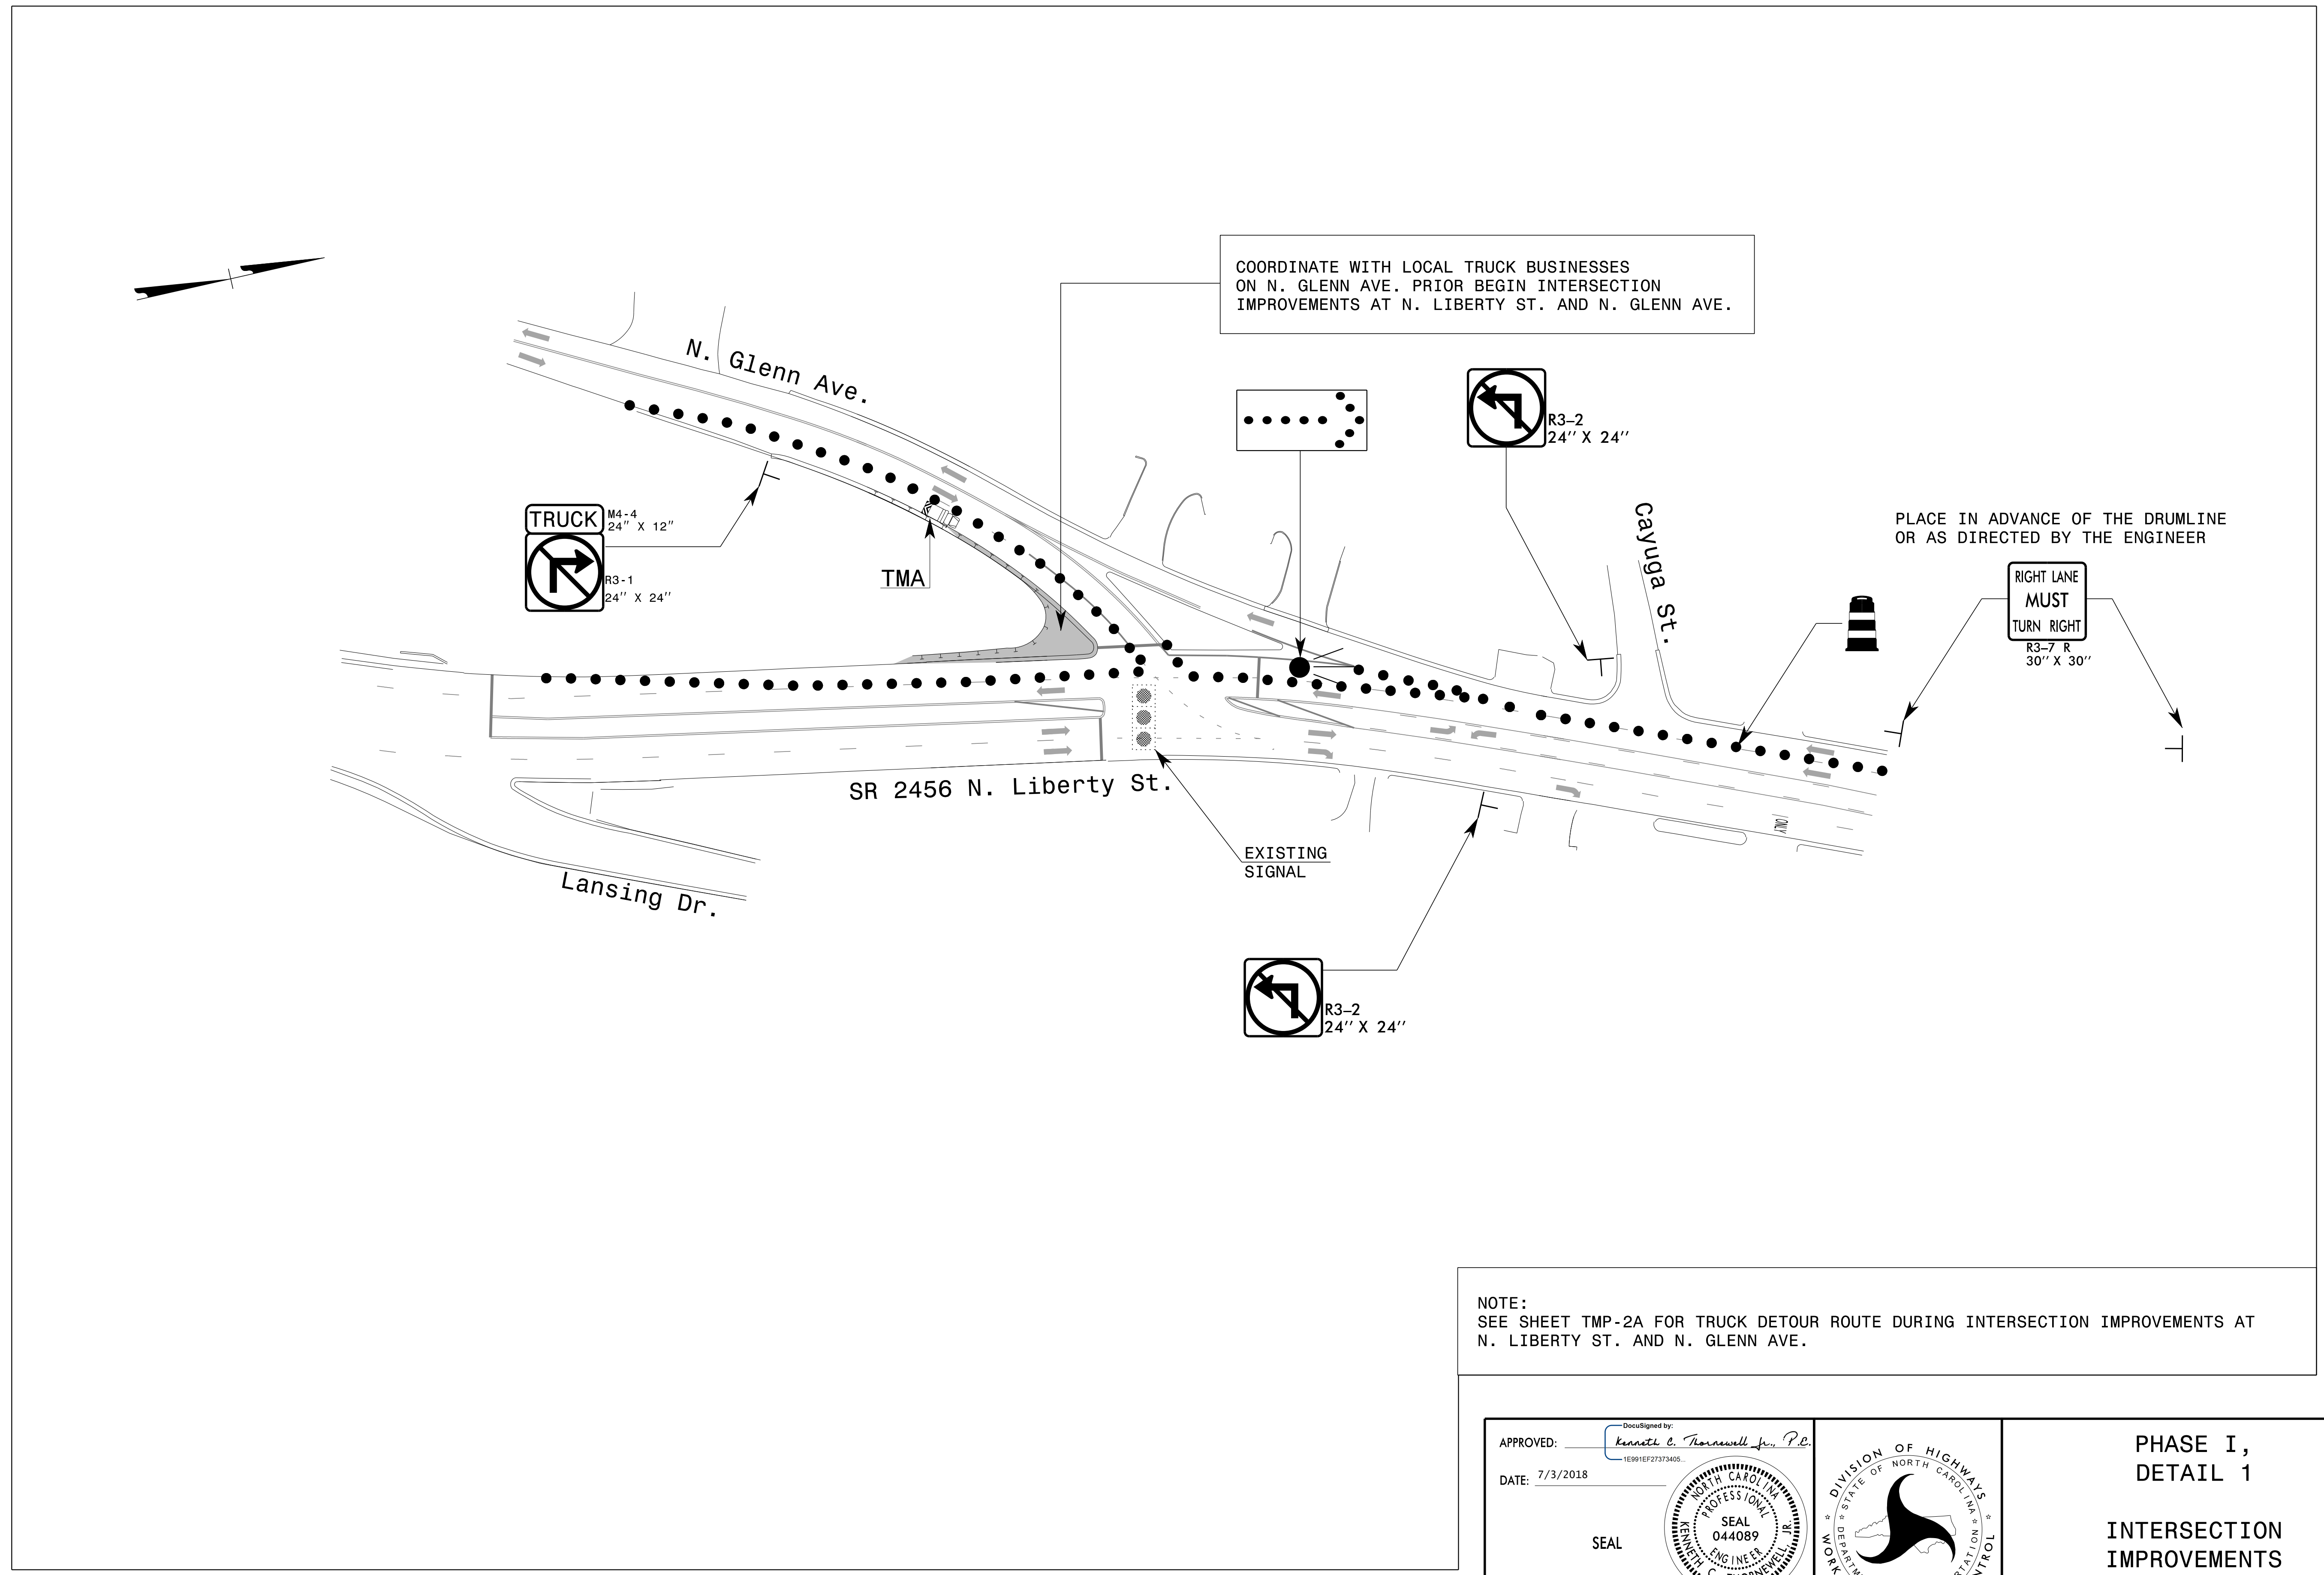 COORDINATE WITH LOCAL TRUCK BUSINESSES
ON N. GLENN AVE. PRIOR BEGIN INTERSECTION
IMPROVEMENTS AT N. LIBERTY ST. AND N. GLENN AVE.
N. Glenn Ave.
R3-2
24" X 24"
TRUCK
M4-4
24" X 12"
R3-1
24" X 24"
TMA
Cayuga St.
PLACE IN ADVANCE OF THE DRUMLINE
OR AS DIRECTED BY THE ENGINEER
RIGHT LANE
MUST
TURN RIGHT
R3-7 R
30" X 30"
ONLY
SR 2456 N. Liberty St.
EXISTING
SIGNAL
Lansing Dr.
R3-2
24" X 24"
NOTE:
SEE SHEET TMP-2A FOR TRUCK DETOUR ROUTE DURING INTERSECTION IMPROVEMENTS AT
N. LIBERTY ST. AND N. GLENN AVE.
DocuSigned by:
APPROVED: Kenneth C. Thornewell Jr., P.E.
1E991EF27373405...
DATE: 7/3/2018
SEAL
NORTH CAROLINA
PROFESSIONAL
SEAL
044089
ENGINEER
KENNETH C. THORNEWELL, JR.
DIVISION OF HIGHWAYS
STATE OF NORTH CAROLINA
PHASE I,
DETAIL 1
INTERSECTION
IMPROVEMENTS